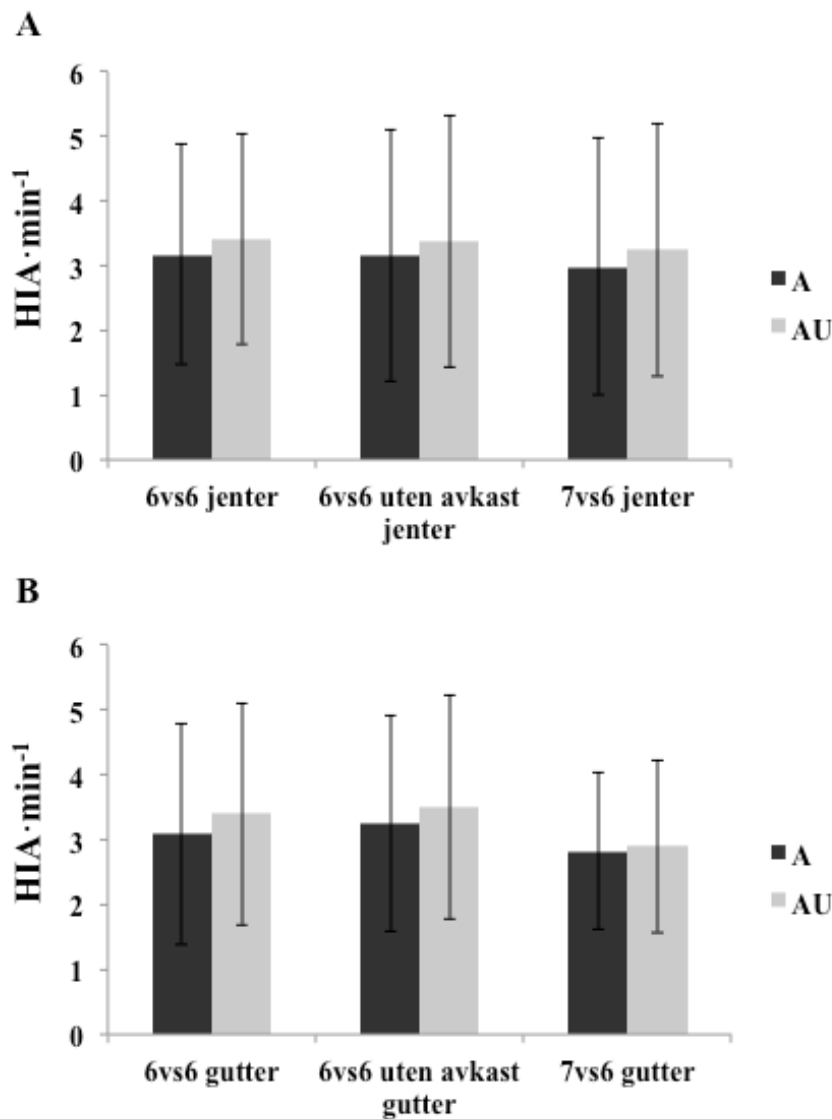 A
6
5
4
3
2
1
0
HIA·min⁻¹
6vs6 jenter
6vs6 uten avkast
jenter
7vs6 jenter
A
AU
B
6
5
4
3
2
1
0
HIA·min⁻¹
6vs6 gutter
6vs6 uten avkast
gutter
7vs6 gutter
A
AU